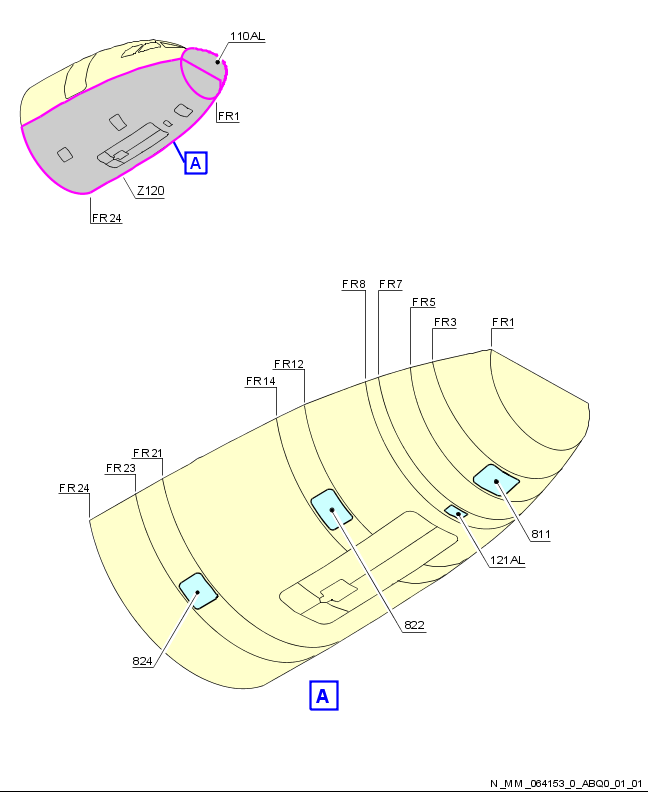 110AL
FR1
A
Z120
FR24
FR8
FR7
FR5
FR3
FR1
FR12
FR14
FR21
FR23
FR24
811
121AL
822
824
A
N_MM_064153_0_ABQ0_01_01